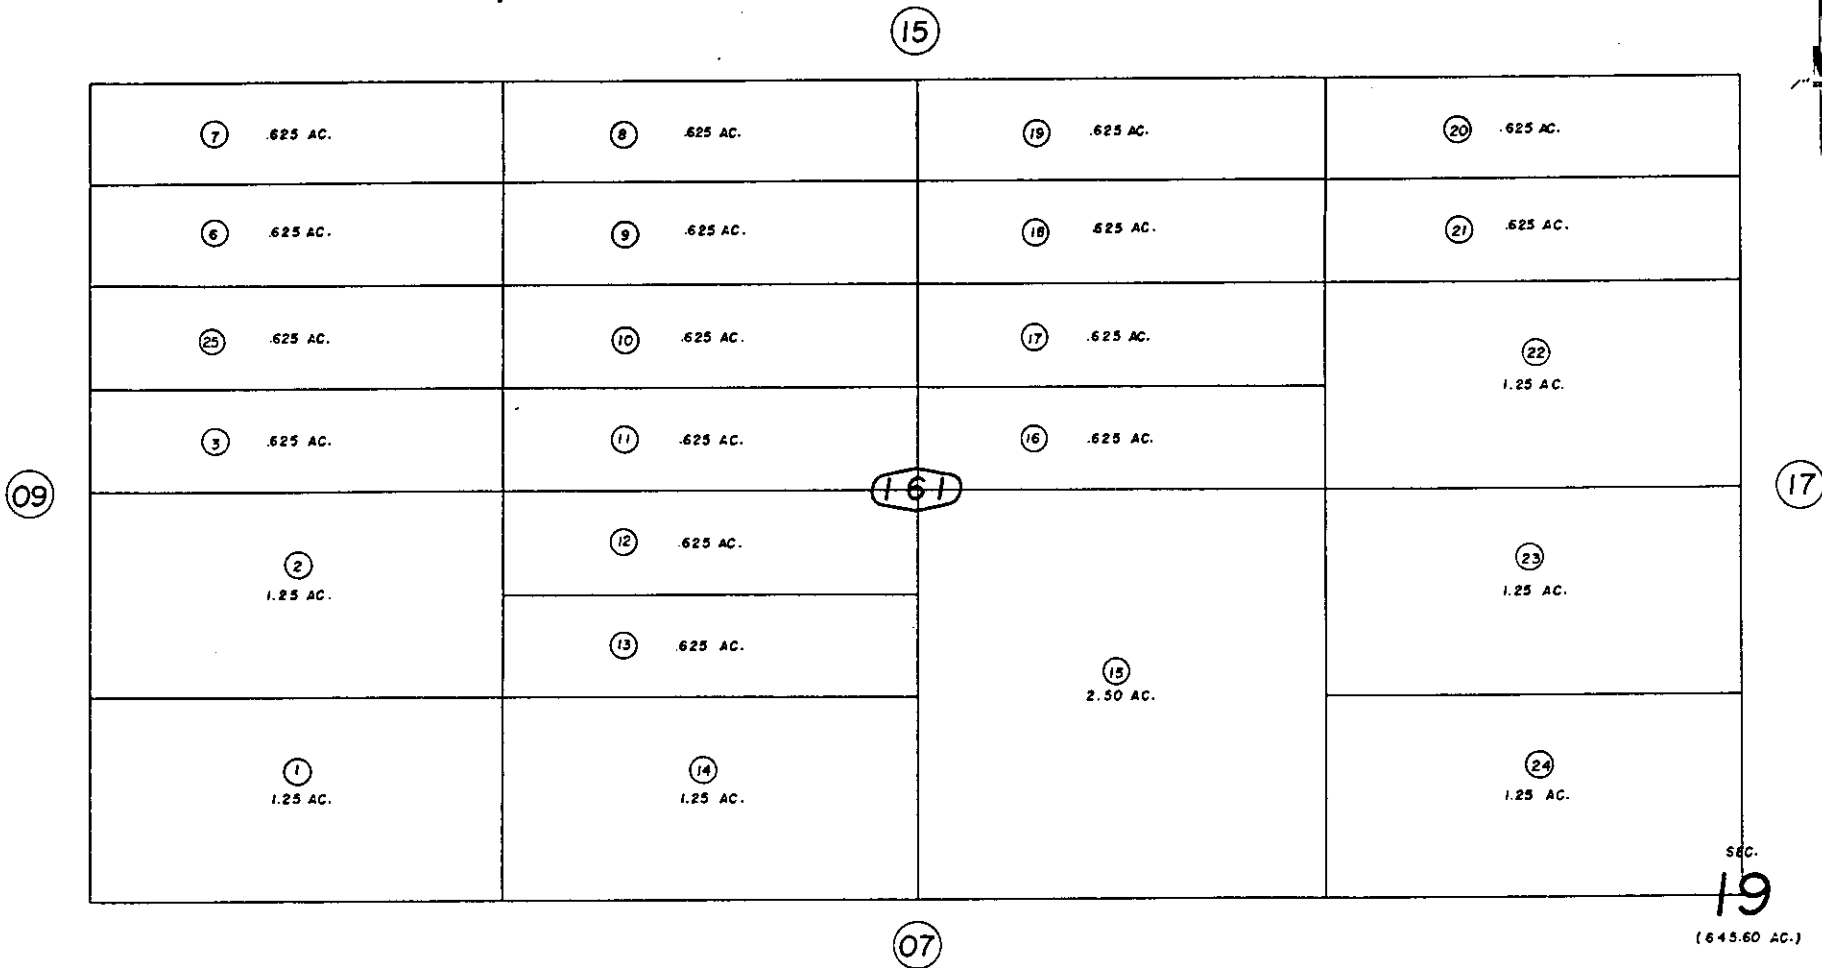 15
7 .625 AC.
8 .625 AC.
19 .625 AC.
20 .625 AC.
6 .625 AC.
9 .625 AC.
18 .625 AC.
21 .625 AC.
25 .625 AC.
10 .625 AC.
17 .625 AC.
22
1.25 AC.
3 .625 AC.
11 .625 AC.
16 .625 AC.
09
161
17
2
1.25 AC.
12 .625 AC.
23
1.25 AC.
13 .625 AC.
15
2.50 AC.
1
1.25 AC.
14
1.25 AC.
24
1.25 AC.
SEC.
19
(645.60 AC.)
07